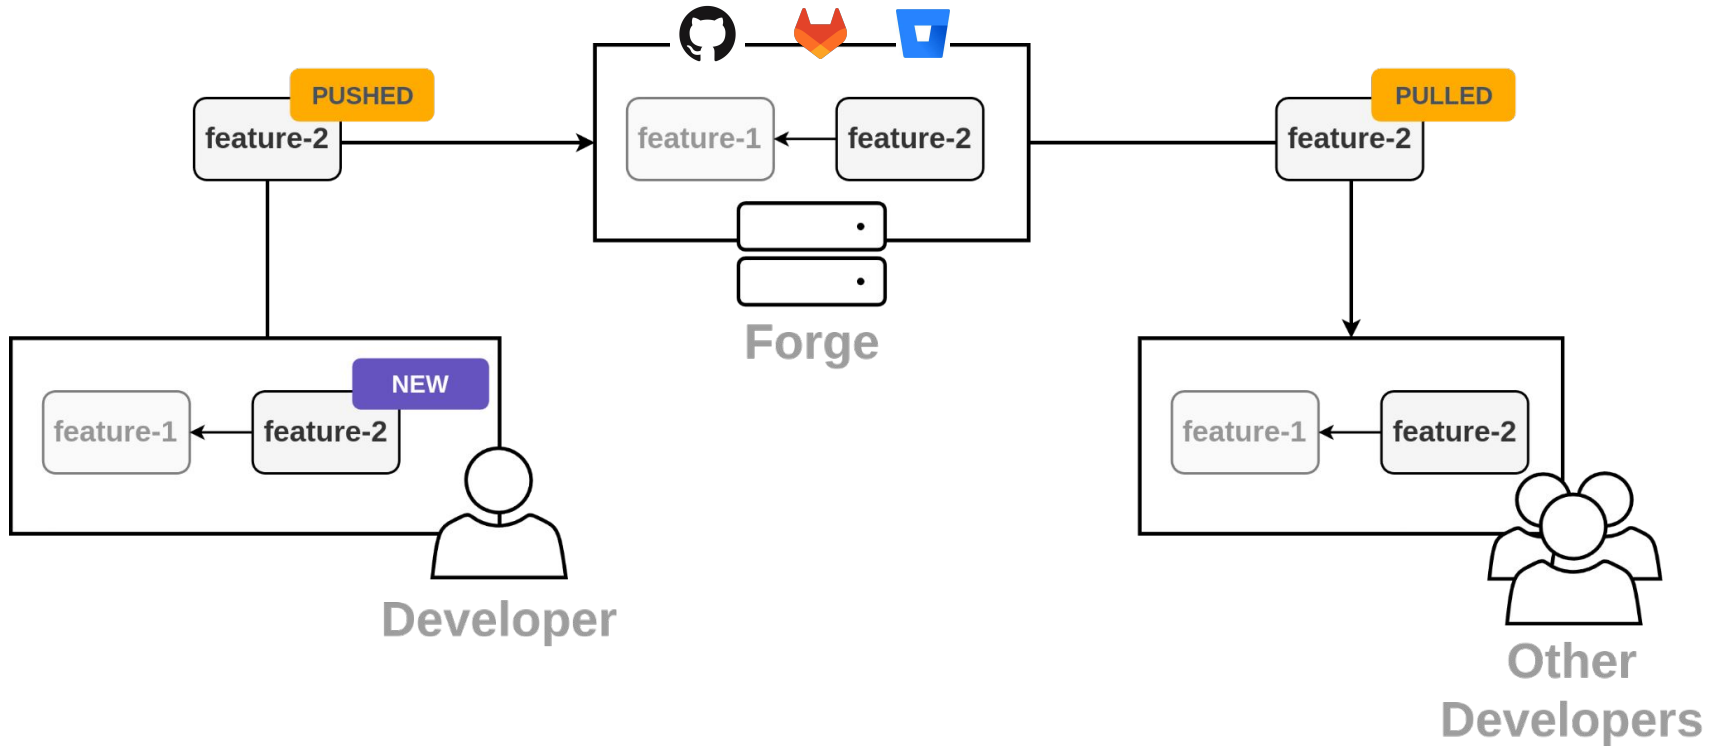 PUSHED
feature-2
feature-1
feature-2
PULLED
feature-2
Forge
NEW
feature-1
feature-2
Developer
feature-1
feature-2
Other
Developers